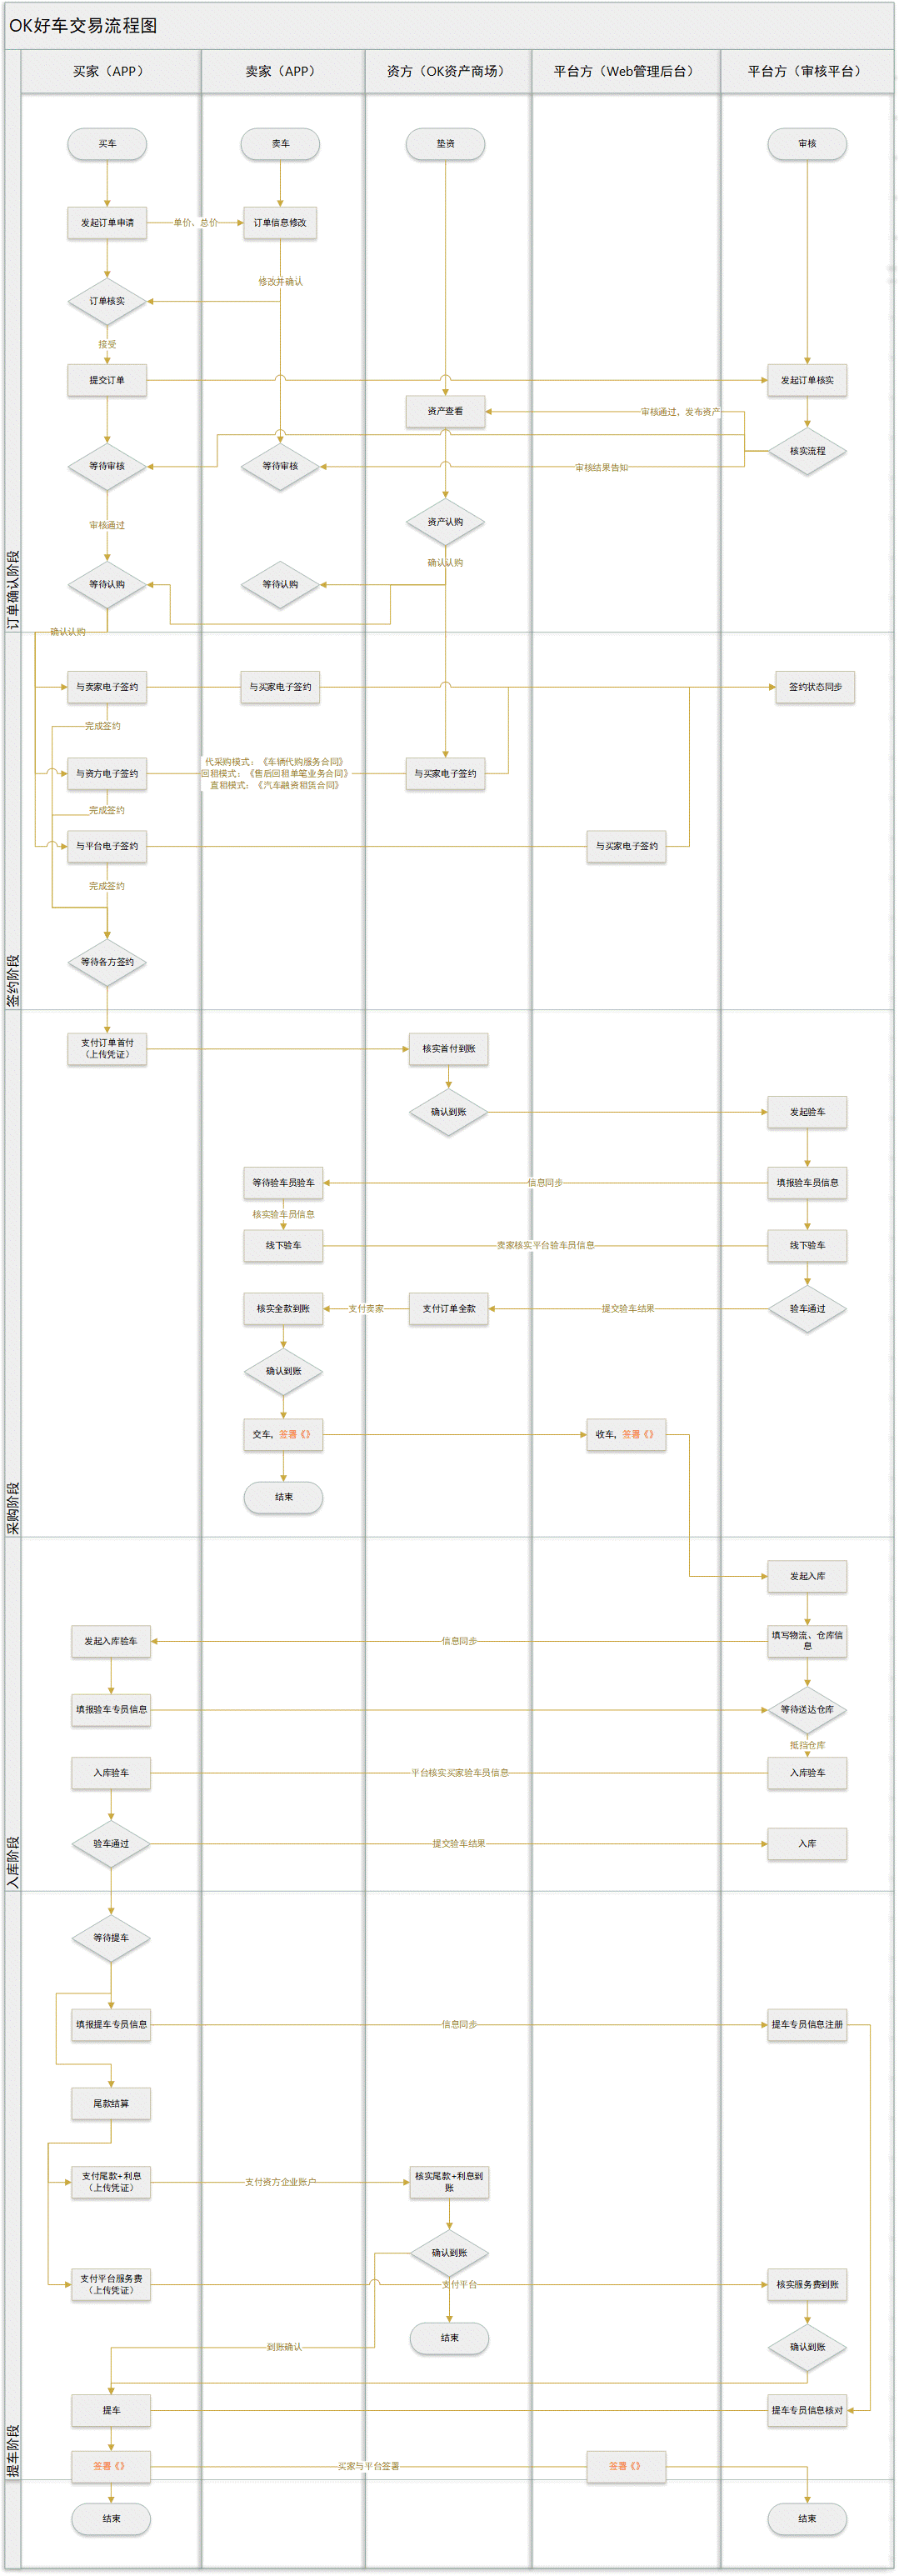 OK好车交易流程图
买家（APP）
卖家（APP）
资方（OK资产商场）
平台方（Web管理后台）
平台方（审核平台）
买车
卖车
垫资
审核
发起订单申请
单价、总价
订单信息修改
修改并确认
订单核实
接受
提交订单
发起订单核实
资产查看
审核通过，发布资产
等待审核
等待审核
审核结果告知
核实流程
审核通过
资产认购
确认认购
等待认购
等待认购
订单确认阶段
确认认购
与卖家电子签约
与买家电子签约
签约状态同步
完成签约
与资方电子签约
代采购模式：《车辆代购服务合同》
回租模式：《售后回租单笔业务合同》
直租模式：《汽车融资租赁合同》
与买家电子签约
完成签约
与平台电子签约
与买家电子签约
完成签约
等待各方签约
签约阶段
支付订单首付
（上传凭证）
核实首付到账
确认到账
发起验车
等待验车员验车
信息同步
填报验车员信息
核实验车员信息
线下验车
卖家核实平台验车员信息
线下验车
核实全款到账
支付卖家
支付订单全款
提交验车结果
验车通过
确认到账
交车，签署《》
收车，签署《》
结束
采购阶段
发起入库
发起入库验车
信息同步
填写物流、仓库信
息
填报验车专员信息
等待送达仓库
抵挡仓库
入库验车
平台核实买家验车员信息
入库验车
验车通过
提交验车结果
入库
入库阶段
等待提车
填报提车专员信息
信息同步
提车专员信息注册
尾款结算
支付尾款+利息
（上传凭证）
支付资方企业账户
核实尾款+利息到
账
确认到账
支付平台服务费
（上传凭证）
支付平台
核实服务费到账
结束
到账确认
确认到账
提车
提车专员信息核对
签署《》
买家与平台签署
签署《》
提车阶段
结束
结束